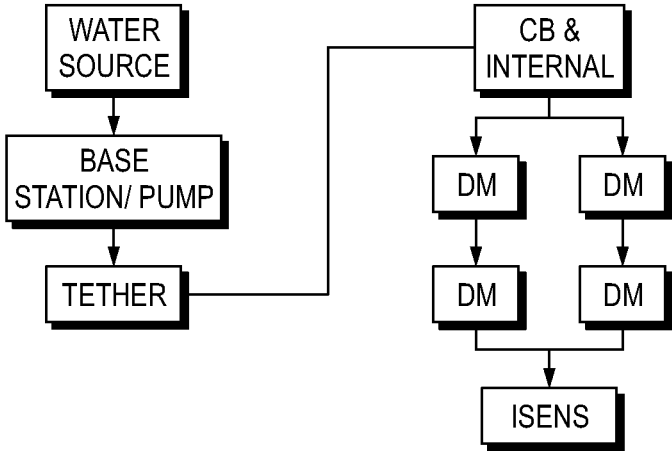 WATER
SOURCE
BASE
STATION/ PUMP
TETHER
CB &
INTERNAL
DM
DM
DM
DM
ISENS